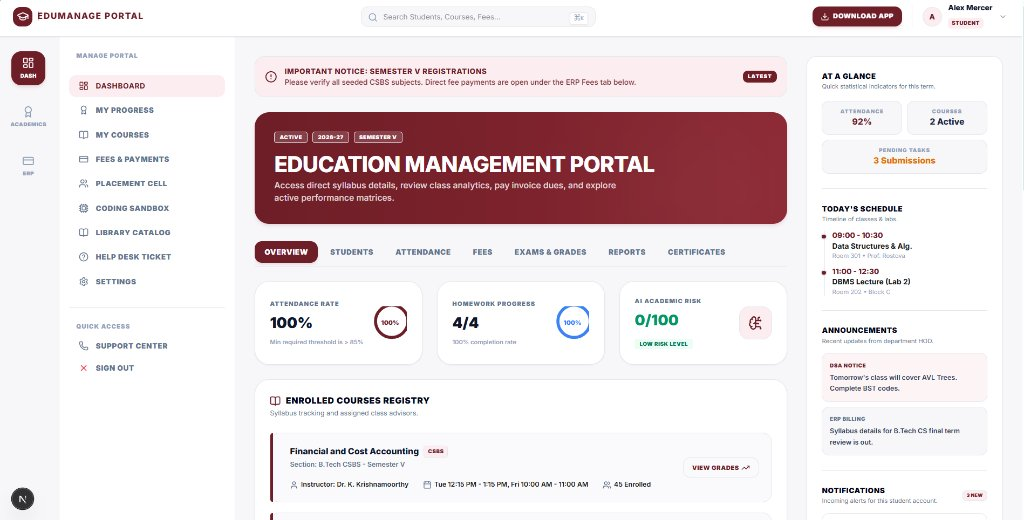 EDUMANAGE PORTAL
Search Students, Courses, Fees...
⌘K
DOWNLOAD APP
A
Alex Mercer
STUDENT
DASH
ACADEMICS
ERP
N
MANAGE PORTAL
DASHBOARD
MY PROGRESS
MY COURSES
FEES & PAYMENTS
PLACEMENT CELL
CODING SANDBOX
LIBRARY CATALOG
HELP DESK TICKET
SETTINGS
QUICK ACCESS
SUPPORT CENTER
SIGN OUT
IMPORTANT NOTICE: SEMESTER V REGISTRATIONS
Please verify all seeded CSBS subjects. Direct fee payments are open under the ERP Fees tab below.
LATEST
ACTIVE 2026-27 SEMESTER V
EDUCATION MANAGEMENT PORTAL
Access direct syllabus details, review class analytics, pay invoice dues, and explore
active performance matrices.
OVERVIEW STUDENTS ATTENDANCE FEES EXAMS & GRADES REPORTS CERTIFICATES
ATTENDANCE RATE
100%
100%
Min required threshold is > 85%
HOMEWORK PROGRESS
4/4
100%
100% completion rate
AI ACADEMIC RISK
0/100
LOW RISK LEVEL
ENROLLED COURSES REGISTRY
Syllabus tracking and assigned class advisors.
Financial and Cost Accounting CSBS
Section: B.Tech CSBS - Semester V
VIEW GRADES
Instructor: Dr. K. Krishnamoorthy Tue 12:15 PM - 1:15 PM, Fri 10:00 AM - 11:00 AM 45 Enrolled
AT A GLANCE
Quick statistical indicators for this term.
ATTENDANCE
92%
COURSES
2 Active
PENDING TASKS
3 Submissions
TODAY'S SCHEDULE
Timeline of classes & labs
09:00 - 10:30
Data Structures & Alg.
Room 301 • Prof. Rostova
11:00 - 12:30
DBMS Lecture (Lab 2)
Room 202 • Block C
ANNOUNCEMENTS
Recent updates from department HOD.
DSA NOTICE
Tomorrow's class will cover AVL Trees.
Complete BST codes.
ERP BILLING
Syllabus details for B.Tech CS final term
review is out.
NOTIFICATIONS
Incoming alerts for this student account.
3 NEW